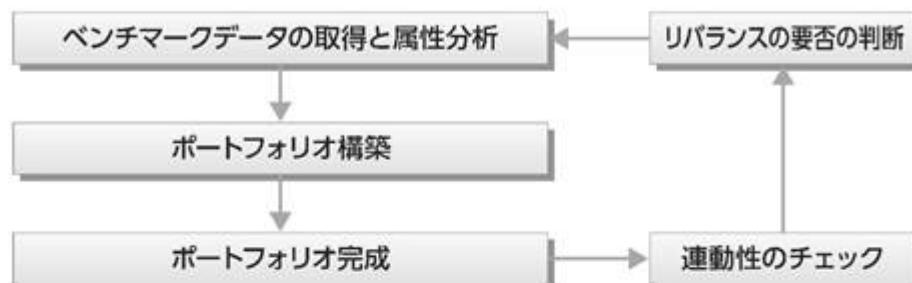 ベンチマークデータの取得と属性分析
リバランスの要否の判断
ポートフォリオ構築
ポートフォリオ完成
連動性のチェック